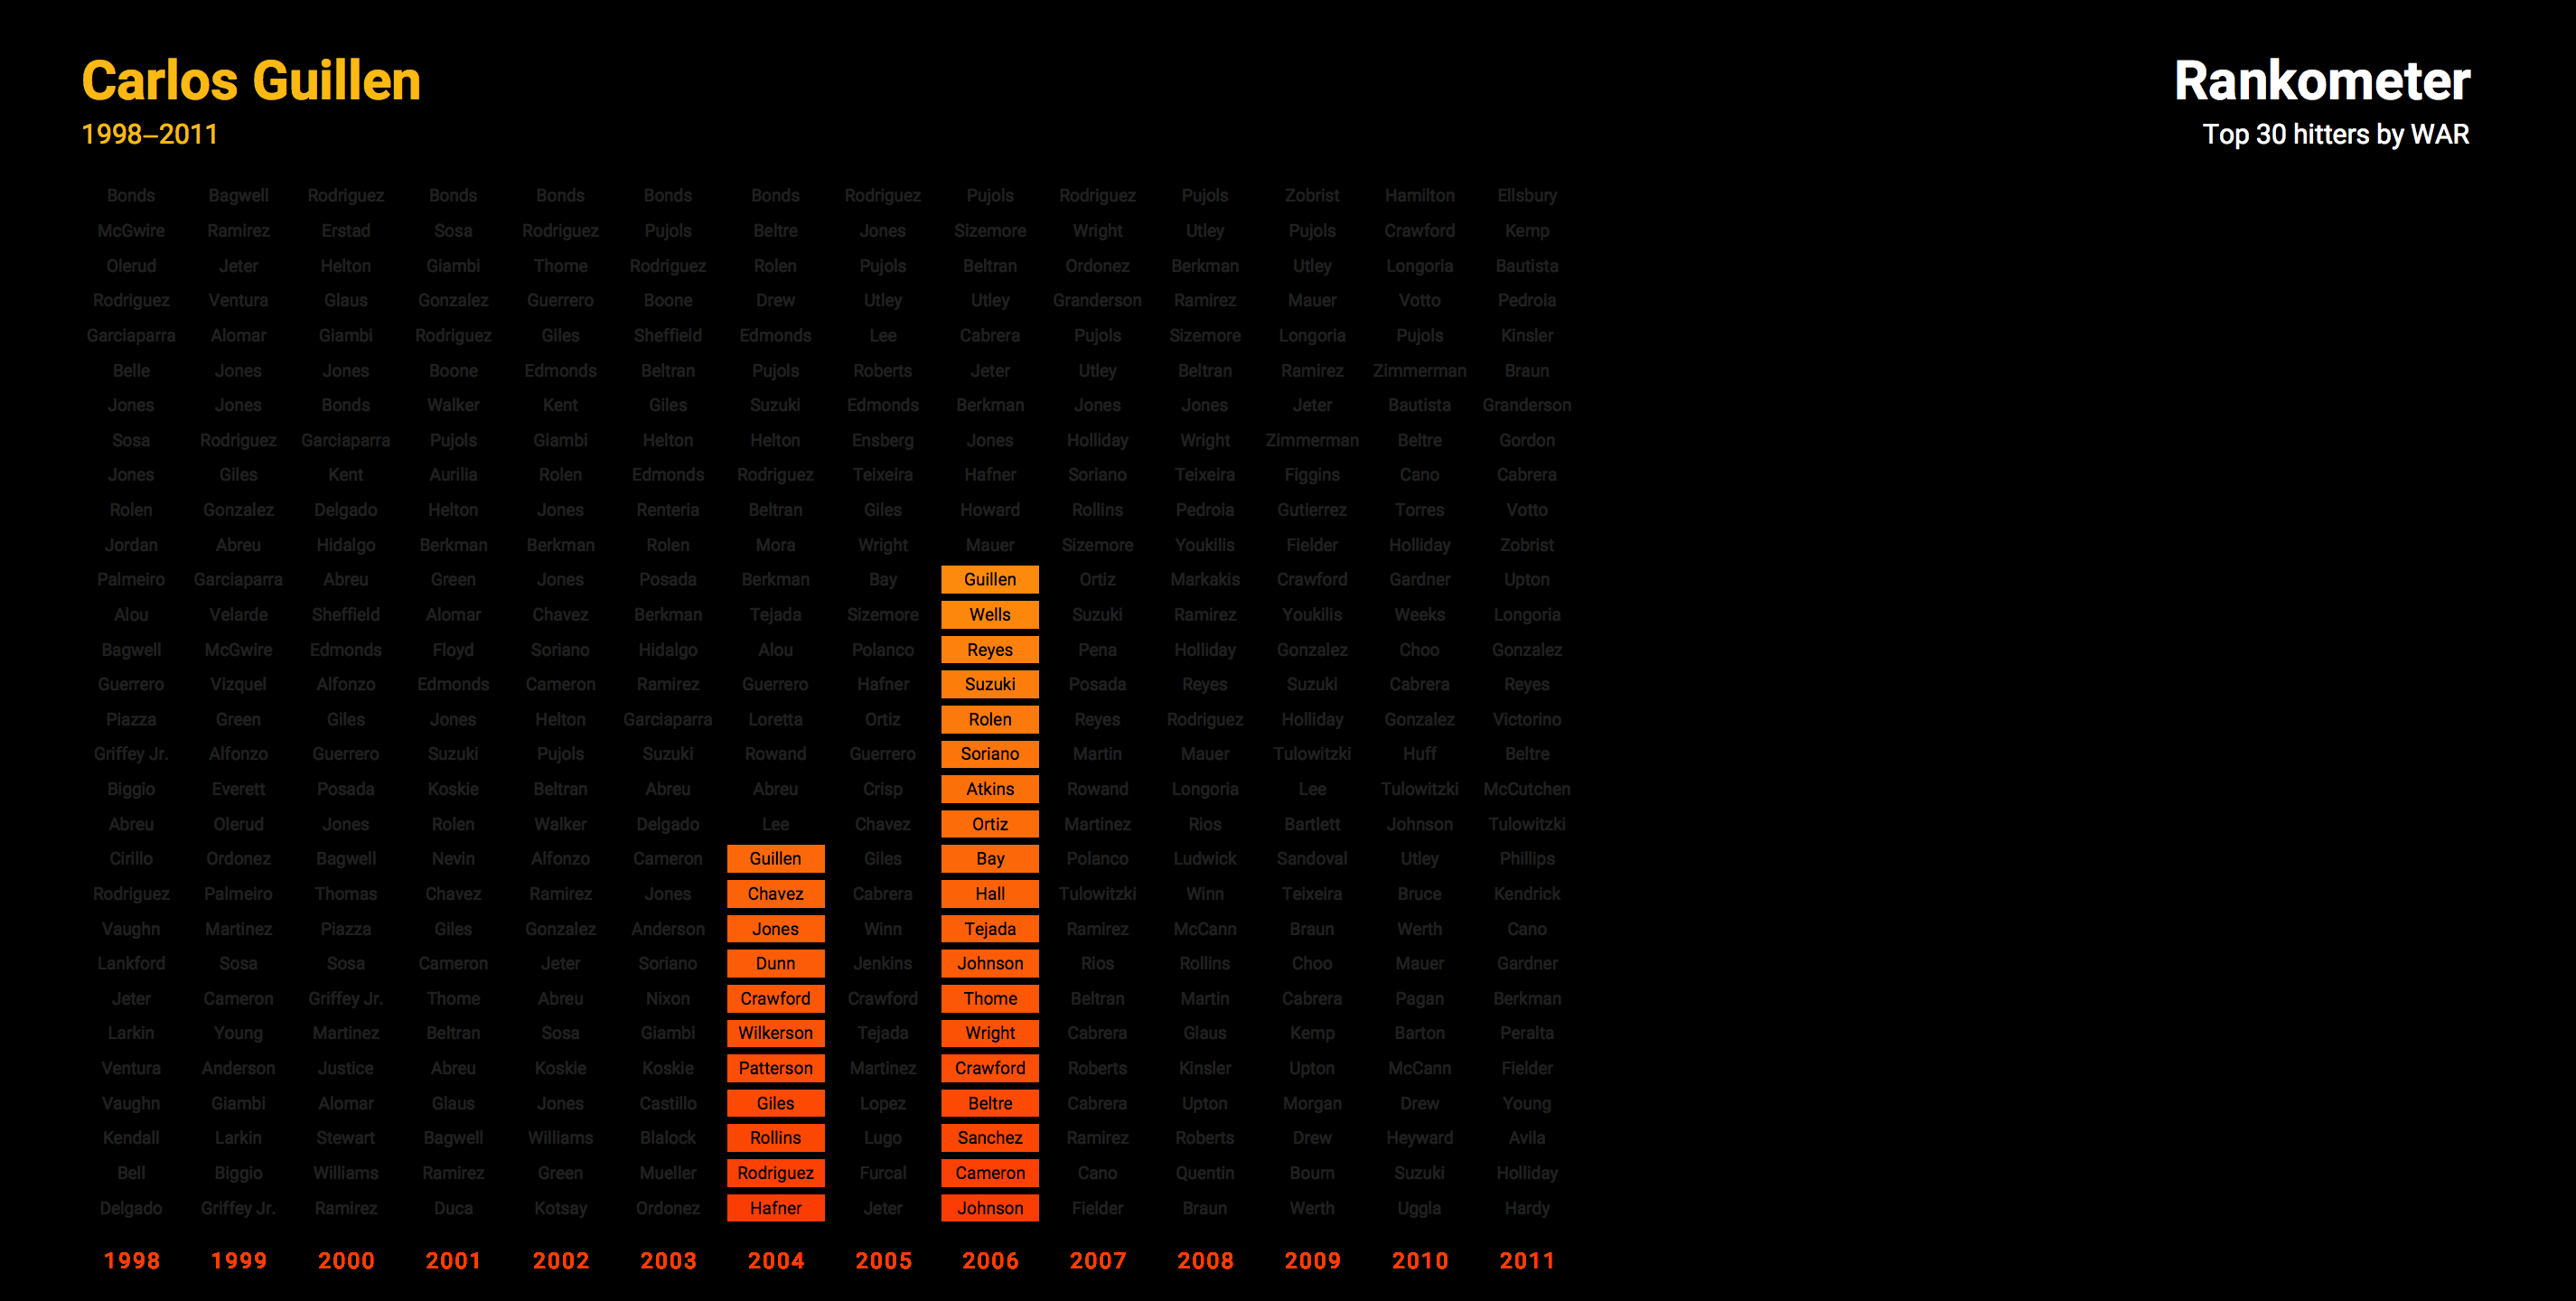 Carlos Guillen
1998–2011
Rankometer
Top 30 hitters by WAR
Bonds Bagwell Rodriguez Bonds Bonds Bonds Bonds Rodriguez Pujols Rodriguez Pujols Zobrist Hamilton Ellsbury
McGwire Ramirez Erstad Sosa Rodriguez Pujols Beltre Jones Sizemore Wright Utley Pujols Crawford Kemp
Olerud Jeter Helton Giambi Thome Rodriguez Rolen Pujols Beltran Ordonez Berkman Utley Longoria Bautista
Rodriguez Ventura Glaus Gonzalez Guerrero Boone Drew Utley Utley Granderson Ramirez Mauer Votto Pedroia
Garciaparra Alomar Giambi Rodriguez Giles Sheffield Edmonds Lee Cabrera Pujols Sizemore Longoria Pujols Kinsler
Belle Jones Jones Boone Edmonds Beltran Pujols Roberts Jeter Utley Beltran Ramirez Zimmerman Braun
Jones Jones Bonds Walker Kent Giles Suzuki Edmonds Berkman Jones Jones Jeter Bautista Granderson
Sosa Rodriguez Garciaparra Pujols Giambi Helton Helton Ensberg Jones Holliday Wright Zimmerman Beltre Gordon
Jones Giles Kent Aurilia Rolen Edmonds Rodriguez Teixeira Hafner Soriano Teixeira Figgins Cano Cabrera
Rolen Gonzalez Delgado Helton Jones Renteria Beltran Giles Howard Rollins Pedroia Gutierrez Torres Votto
Jordan Abreu Hidalgo Berkman Berkman Rolen Mora Wright Mauer Sizemore Youkilis Fielder Holliday Zobrist
Palmeiro Garciaparra Abreu Green Jones Posada Berkman Bay Guillen Ortiz Markakis Crawford Gardner Upton
Alou Velarde Sheffield Alomar Chavez Berkman Tejada Sizemore Wells Suzuki Ramirez Youkilis Weeks Longoria
Bagwell McGwire Edmonds Floyd Soriano Hidalgo Alou Polanco Reyes Pena Holliday Gonzalez Choo Gonzalez
Guerrero Vizquel Alfonzo Edmonds Cameron Ramirez Guerrero Hafner Suzuki Posada Reyes Suzuki Cabrera Reyes
Piazza Green Giles Jones Helton Garciaparra Loretta Ortiz Rolen Reyes Rodriguez Holliday Gonzalez Victorino
Griffey Jr. Alfonzo Guerrero Suzuki Pujols Suzuki Rowand Guerrero Soriano Martin Mauer Tulowitzki Huff Beltre
Biggio Everett Posada Koskie Beltran Abreu Abreu Crisp Atkins Rowand Longoria Lee Tulowitzki McCutchen
Abreu Olerud Jones Rolen Walker Delgado Lee Chavez Ortiz Martinez Rios Bartlett Johnson Tulowitzki
Cirillo Ordonez Bagwell Nevin Alfonzo Cameron Guillen Giles Bay Polanco Ludwick Sandoval Utley Phillips
Rodriguez Palmeiro Thomas Chavez Ramirez Jones Chavez Cabrera Hall Tulowitzki Winn Teixeira Bruce Kendrick
Vaughn Martinez Piazza Giles Gonzalez Anderson Jones Winn Tejada Ramirez McCann Braun Werth Cano
Lankford Sosa Sosa Cameron Jeter Soriano Dunn Jenkins Johnson Rios Rollins Choo Mauer Gardner
Jeter Cameron Griffey Jr. Thome Abreu Nixon Crawford Crawford Thome Beltran Martin Cabrera Pagan Berkman
Larkin Young Martinez Beltran Sosa Giambi Wilkerson Tejada Wright Cabrera Glaus Kemp Barton Peralta
Ventura Anderson Justice Abreu Koskie Koskie Patterson Martinez Crawford Roberts Kinsler Upton McCann Fielder
Vaughn Giambi Alomar Glaus Jones Castillo Giles Lopez Beltre Cabrera Upton Morgan Drew Young
Kendall Larkin Stewart Bagwell Williams Blalock Rollins Lugo Sanchez Ramirez Roberts Drew Heyward Avila
Bell Biggio Williams Ramirez Green Mueller Rodriguez Furcal Cameron Cano Quentin Bourn Suzuki Holliday
Delgado Griffey Jr. Ramirez Duca Kotsay Ordonez Hafner Jeter Johnson Fielder Braun Werth Uggla Hardy
1998 1999 2000 2001 2002 2003 2004 2005 2006 2007 2008 2009 2010 2011